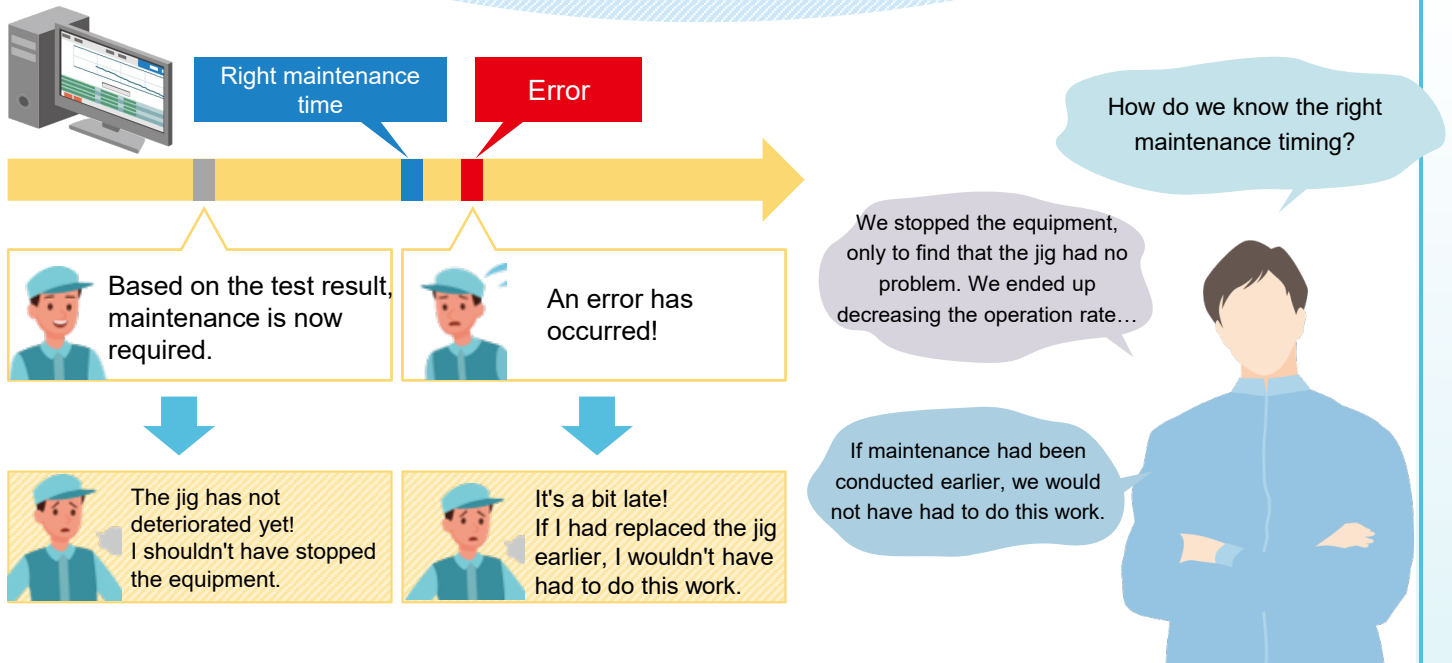 Right maintenance
time
Error
Based on the test result,
maintenance is now
required.
An error has
occurred!
The jig has not
deteriorated yet!
I shouldn't have stopped
the equipment.
It's a bit late!
If I had replaced the jig
earlier, I wouldn't have
had to do this work.
How do we know the right
maintenance timing?
We stopped the equipment,
only to find that the jig had no
problem. We ended up
decreasing the operation rate…
If maintenance had been
conducted earlier, we would
not have had to do this work.